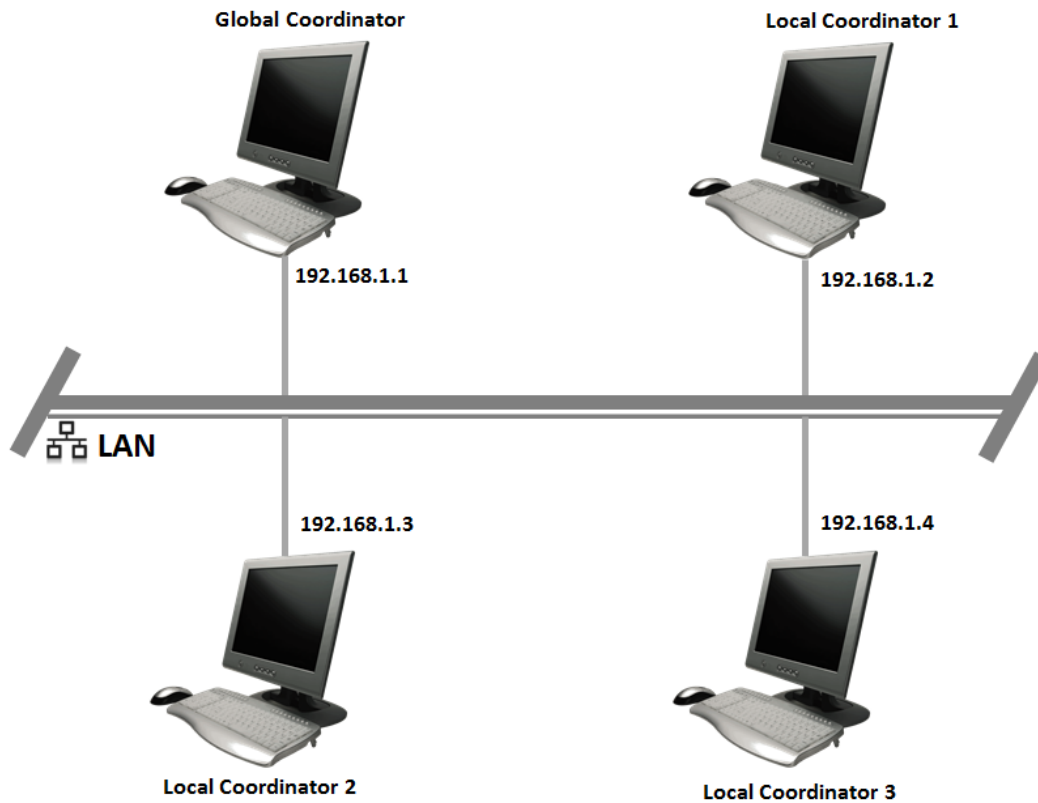 Global Coordinator
Local Coordinator 1
192.168.1.1
192.168.1.2
LAN
192.168.1.3
192.168.1.4
Local Coordinator 2
Local Coordinator 3